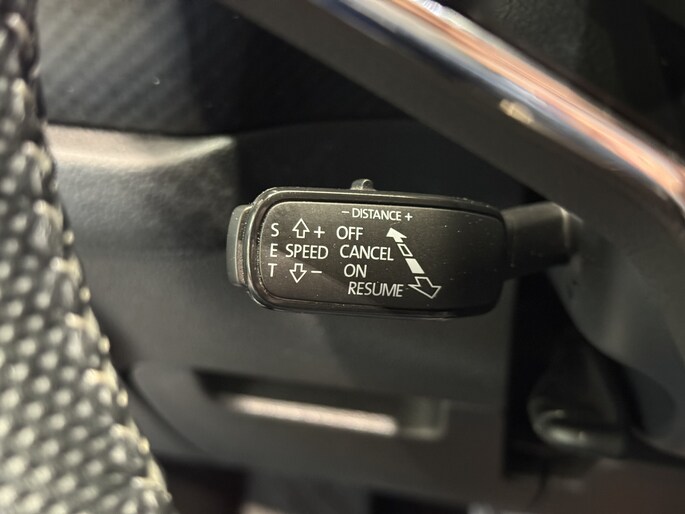 - DISTANCE +
S + OFF
E SPEED CANCEL
T - ON
RESUME